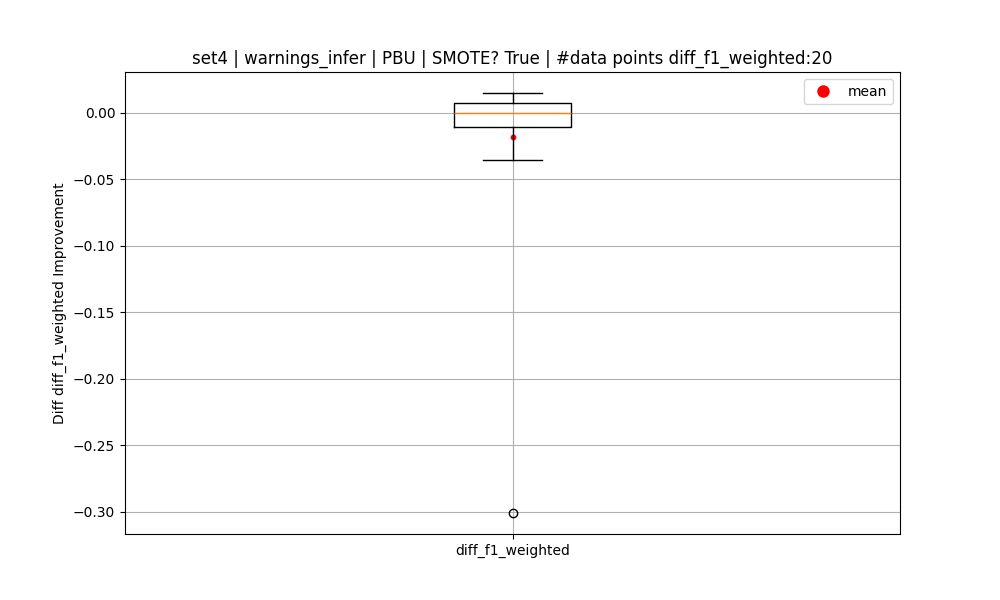 set4 | warnings_infer | PBU | SMOTE? True | #data points diff_f1_weighted:20
mean
Diff diff_f1_weighted Improvement
0.00
−0.05
−0.10
−0.15
−0.20
−0.25
−0.30
diff_f1_weighted